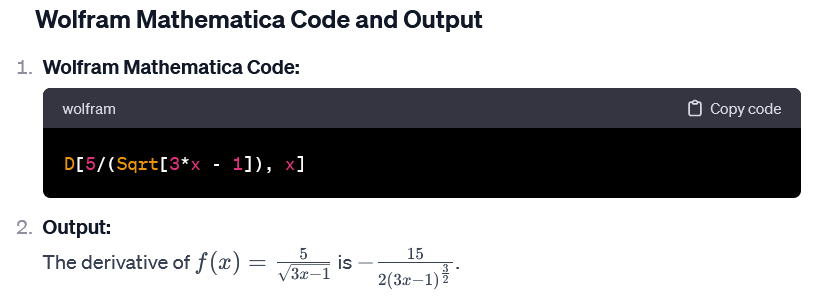 Wolfram Mathematica Code and Output
1. Wolfram Mathematica Code:
wolfram Copy code
D[5/(Sqrt[3*x - 1]), x]
2. Output:
The derivative of $f(x) = \frac{5}{\sqrt{3x-1}}$ is $-\frac{15}{2(3x-1)^{\frac{3}{2}}}$.